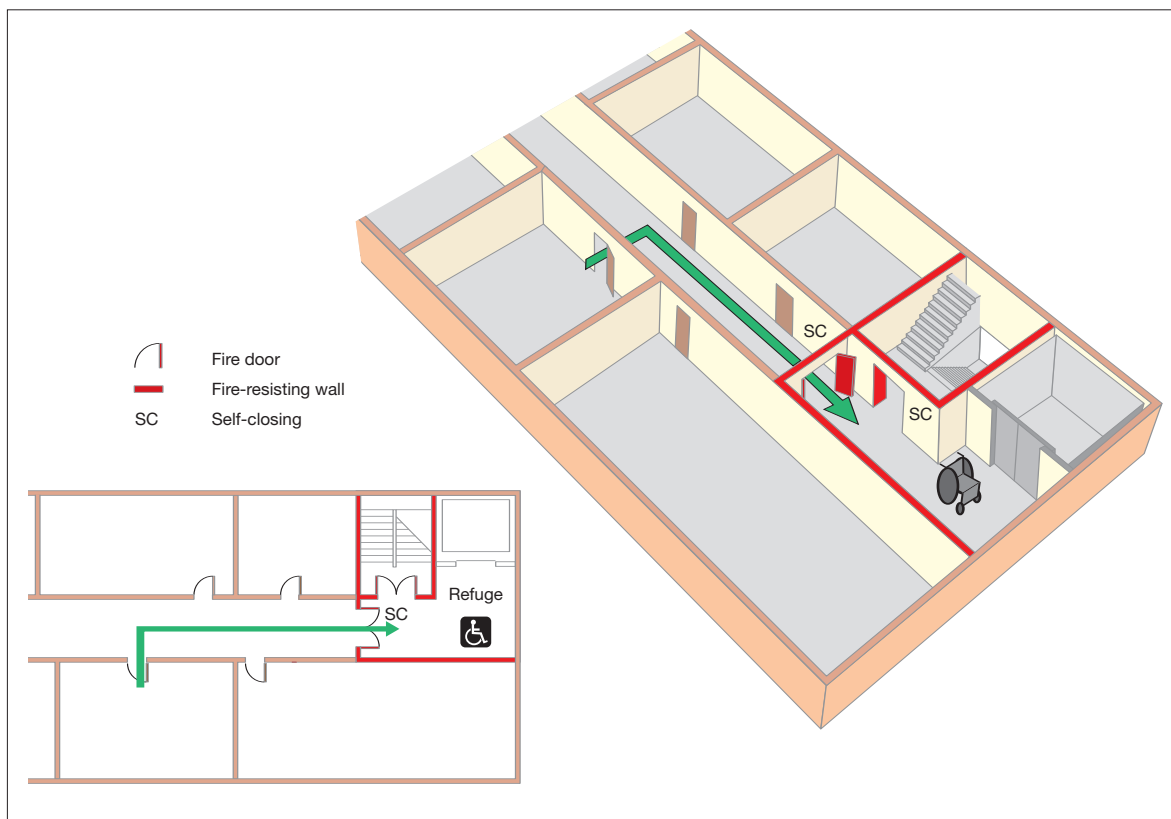 SC
SC
Fire door
Fire-resisting wall
SC Self-closing
Refuge
SC